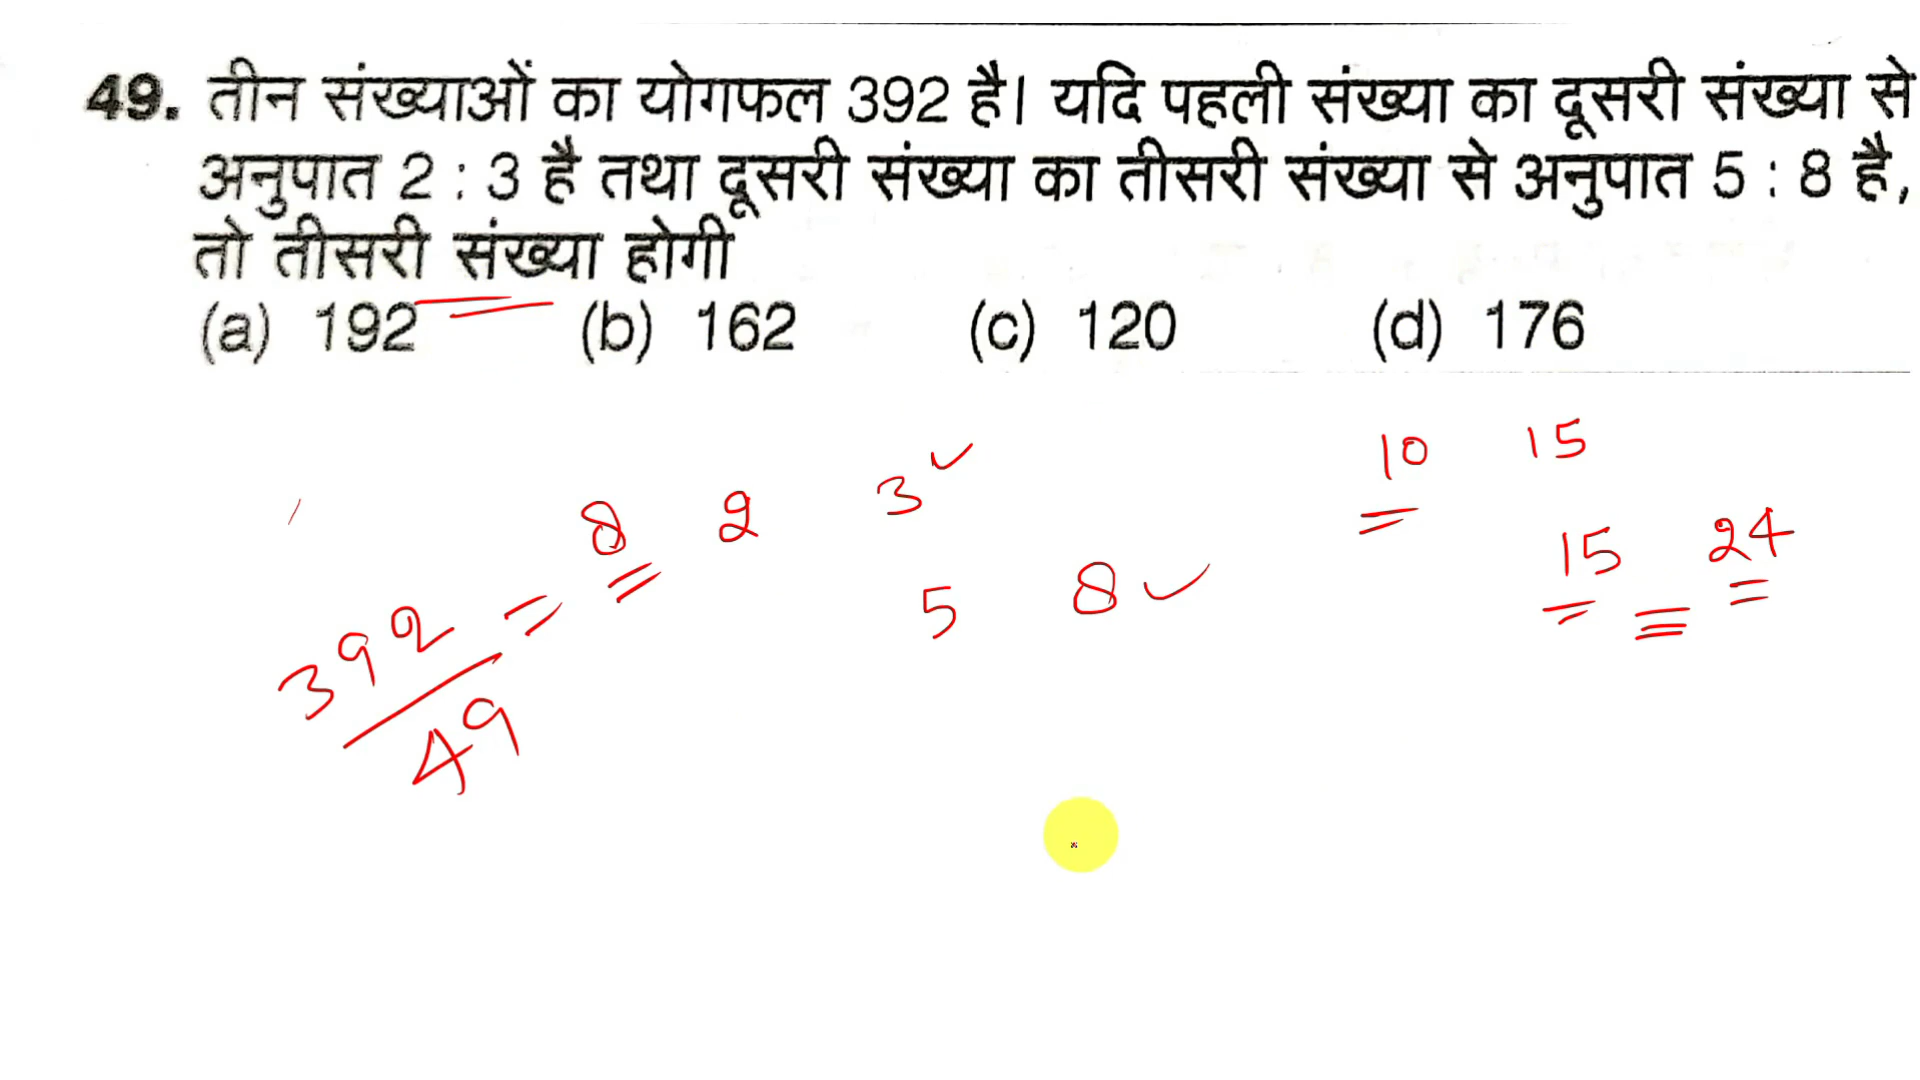 49. तीन संख्याओं का योगफल 392 है। यदि पहली संख्या का दूसरी संख्या से
अनुपात 2 : 3 है तथा दूसरी संख्या का तीसरी संख्या से अनुपात 5 : 8 है,
तो तीसरी संख्या होगी
(a) 192 (b) 162 (c) 120 (d) 176
10 15
8 2 3
15 24
5 8
392 =
49